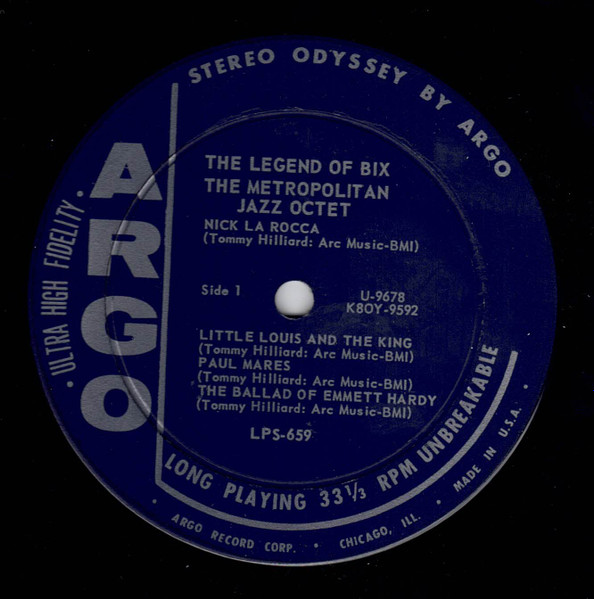 STEREO ODYSSEY BY ARGO
ARGO
• ULTRA HIGH FIDELITY •
THE LEGEND OF BIX
THE METROPOLITAN
JAZZ OCTET
NICK LA ROCCA
(Tommy Hilliard: Arc Music-BMI)
Side 1
U-9678
K8OY-9592
LITTLE LOUIS AND THE KING
(Tommy Hilliard: Arc Music-BMI)
PAUL MARES
(Tommy Hilliard: Arc Music-BMI)
THE BALLAD OF EMMETT HARDY
(Tommy Hilliard: Arc Music-BMI)
LPS-659
LONG PLAYING 33 1/3 RPM UNBREAKABLE
• ARGO RECORD CORP. • CHICAGO, ILL. • MADE IN U.S.A. •